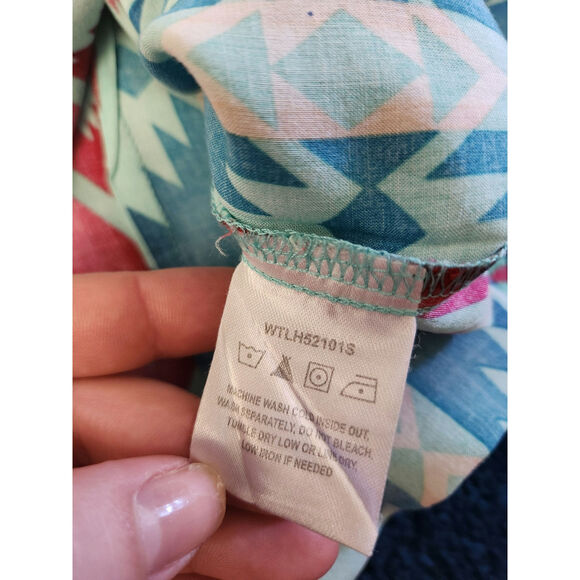 WTLH52101S
MACHINE WASH COLD INSIDE OUT,
WARM SEPARATELY, DO NOT BLEACH,
TUMBLE DRY LOW OR LINE DRY.
LOW IRON IF NEEDED